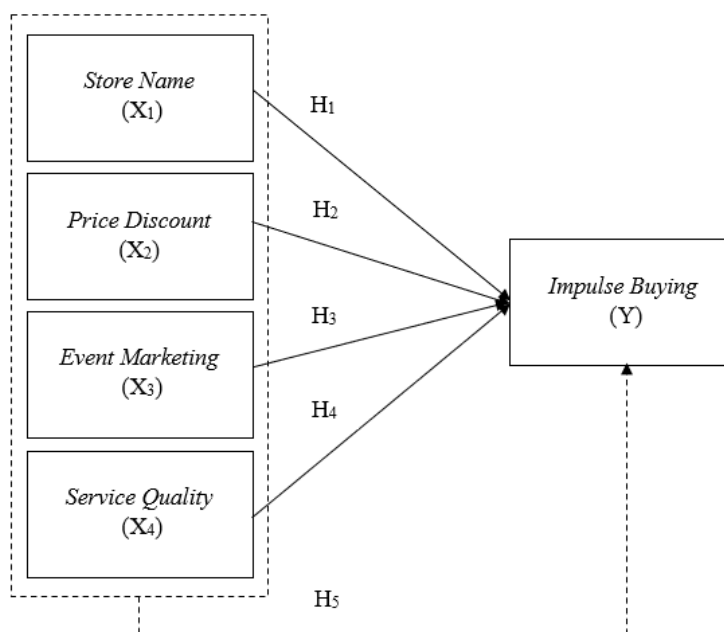 Store Name
(X₁)
H₁
Price Discount
(X₂)
H₂
Impulse Buying
(Y)
Event Marketing
(X₃)
H₃
H₄
Service Quality
(X₄)
H₅